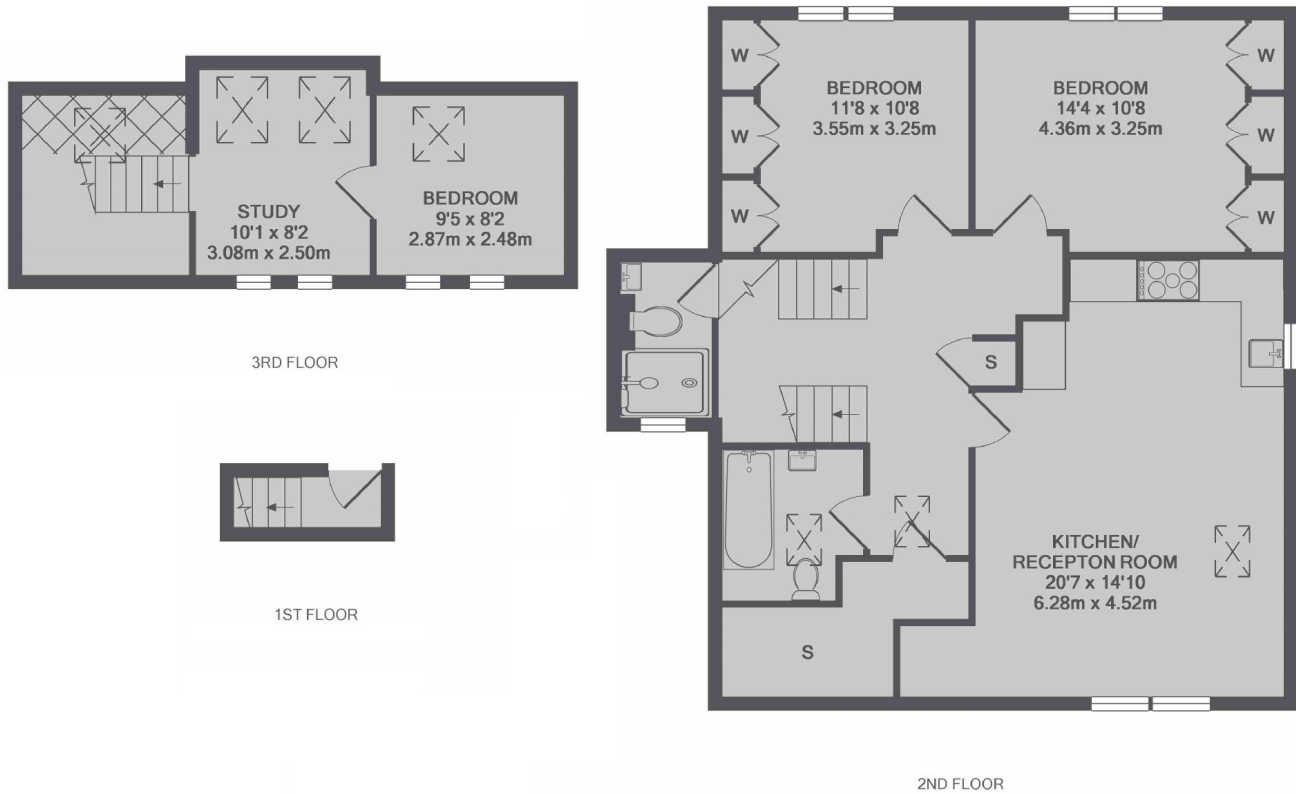 STUDY
10'1 x 8'2
3.08m x 2.50m
BEDROOM
9'5 x 8'2
2.87m x 2.48m
3RD FLOOR
1ST FLOOR
W
W
W
BEDROOM
11'8 x 10'8
3.55m x 3.25m
BEDROOM
14'4 x 10'8
4.36m x 3.25m
W
W
W
S
KITCHEN/
RECEPTON ROOM
20'7 x 14'10
6.28m x 4.52m
S
2ND FLOOR